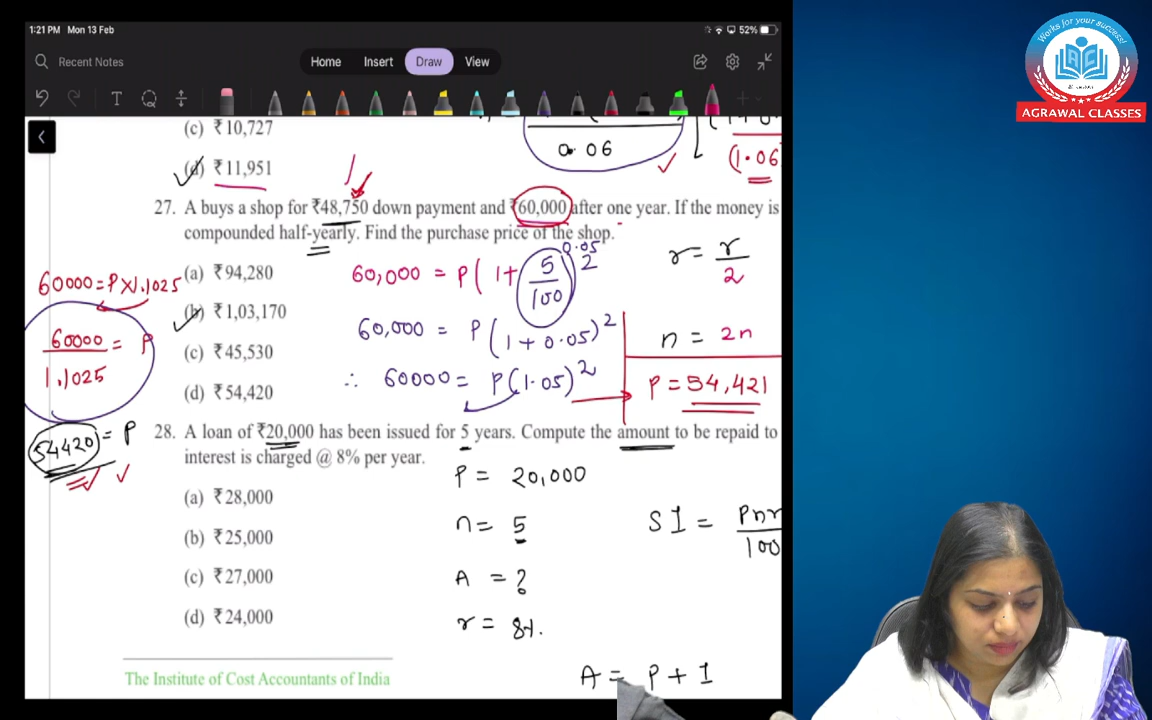 1:21 PM Mon 13 Feb
52%
Recent Notes
Home Insert Draw View
T
(c) ₹10,727
(d) ₹11,951
0.06
(1.06
27. A buys a shop for ₹48,750 down payment and ₹60,000 after one year. If the money is
compounded half-yearly. Find the purchase price of the shop.
(a) ₹94,280
(b) ₹1,03,170
(c) ₹45,530
(d) ₹54,420
60000 = P×1.1025
60000/1.1025 = P
54420 = P
0.05
60,000 = P(1+5/100)2
60,000 = P(1+0.05)2
∴ 60000 = P(1.05)2
r = r/2
n = 2n
P = 54,421
28. A loan of ₹20,000 has been issued for 5 years. Compute the amount to be repaid to
interest is charged @ 8% per year.
(a) ₹28,000
(b) ₹25,000
(c) ₹27,000
(d) ₹24,000
P = 20,000
n = 5
A = ?
r = 8%.
SI = Pnr/100
A = P + I
The Institute of Cost Accountants of India
Works for your success!
AC
AGRAWAL CLASSES